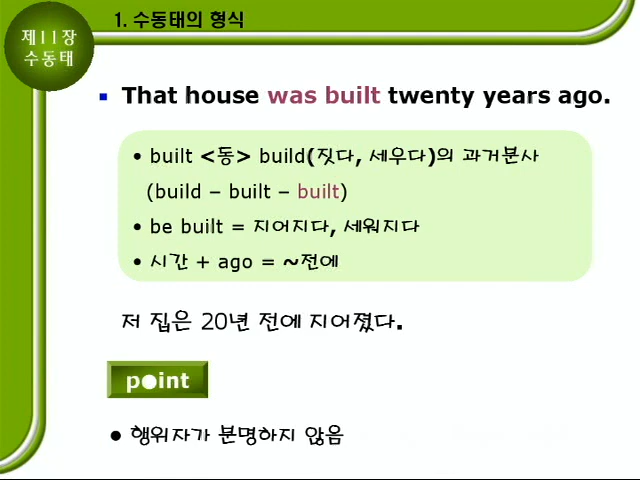 1. 수동태의 형식
제11장
수동태
That house was built twenty years ago.
• built <동> build(짓다, 세우다)의 과거분사
(build – built – built)
• be built = 지어지다, 세워지다
• 시간 + ago = ~전에
저 집은 20년 전에 지어졌다.
point
● 행위자가 분명하지 않음